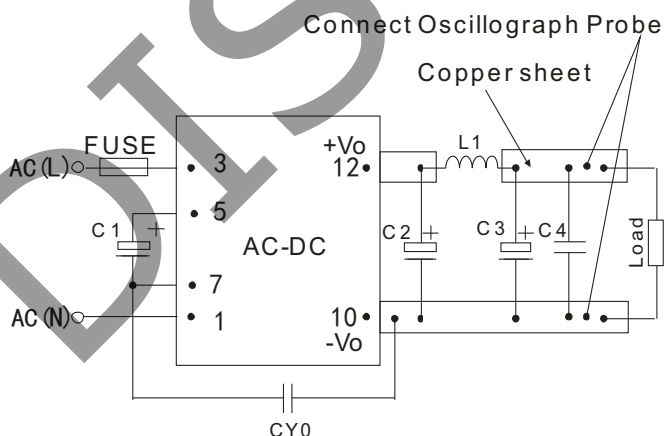 Connect Oscillograph Probe
Copper sheet
FUSE
L1
+Vo
AC(L)
3
12
5
C1
+
C2
+
C3
+
C4
AC-DC
Load
7
AC(N)
1
10
-Vo
CY0
DIS